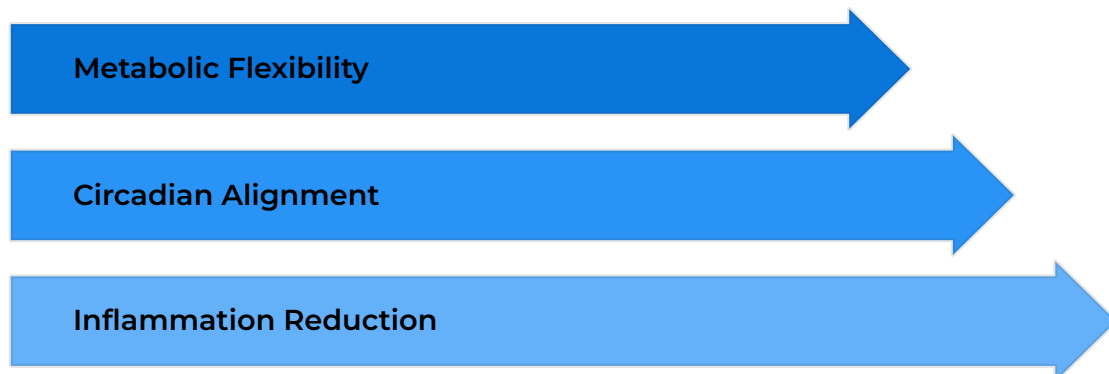 Metabolic Flexibility
Circadian Alignment
Inflammation Reduction